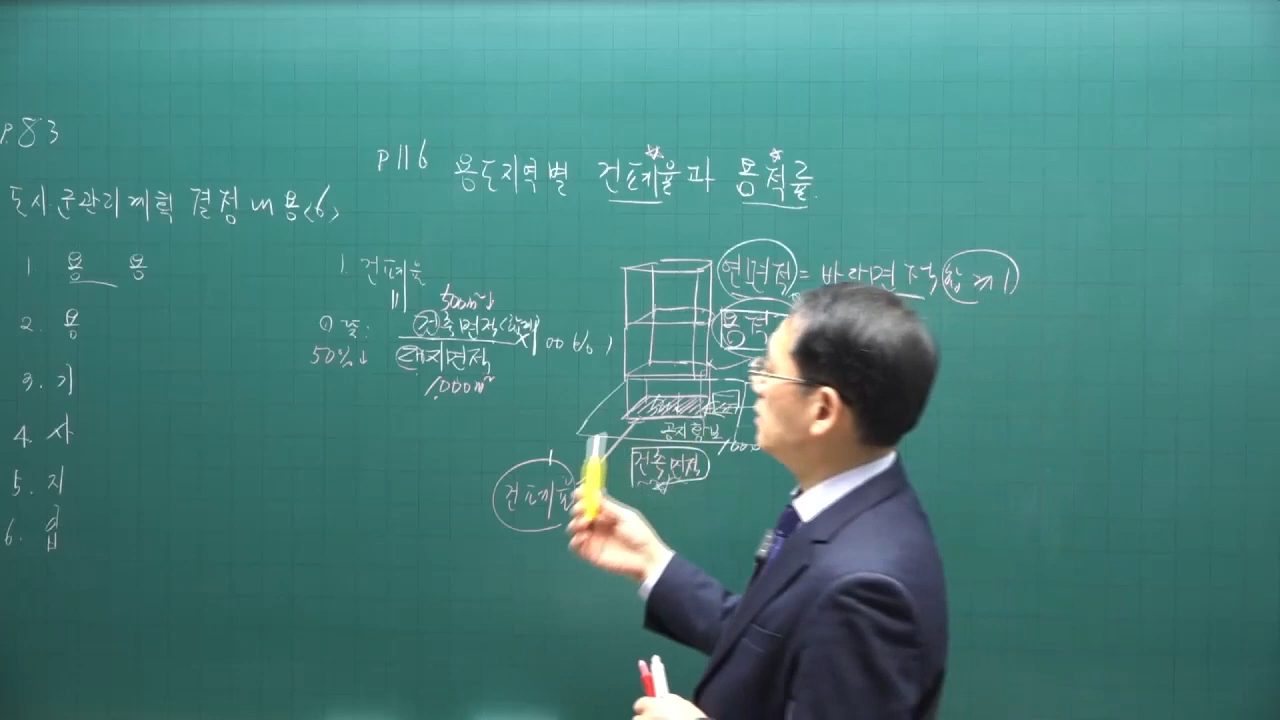 P.83
도시·군관리계획 결정내용(6)
1 용 용
2. 용
3. 기
4. 사
5. 지
6. 입
P116 용도지역별 건폐율과 용적률
1. 건폐율
500㎡↓
건축면적(합계)
대지면적
1,000㎡
50%↓
연면적 = 바닥면적 합계
용적
공지확보
건축면적
건폐율